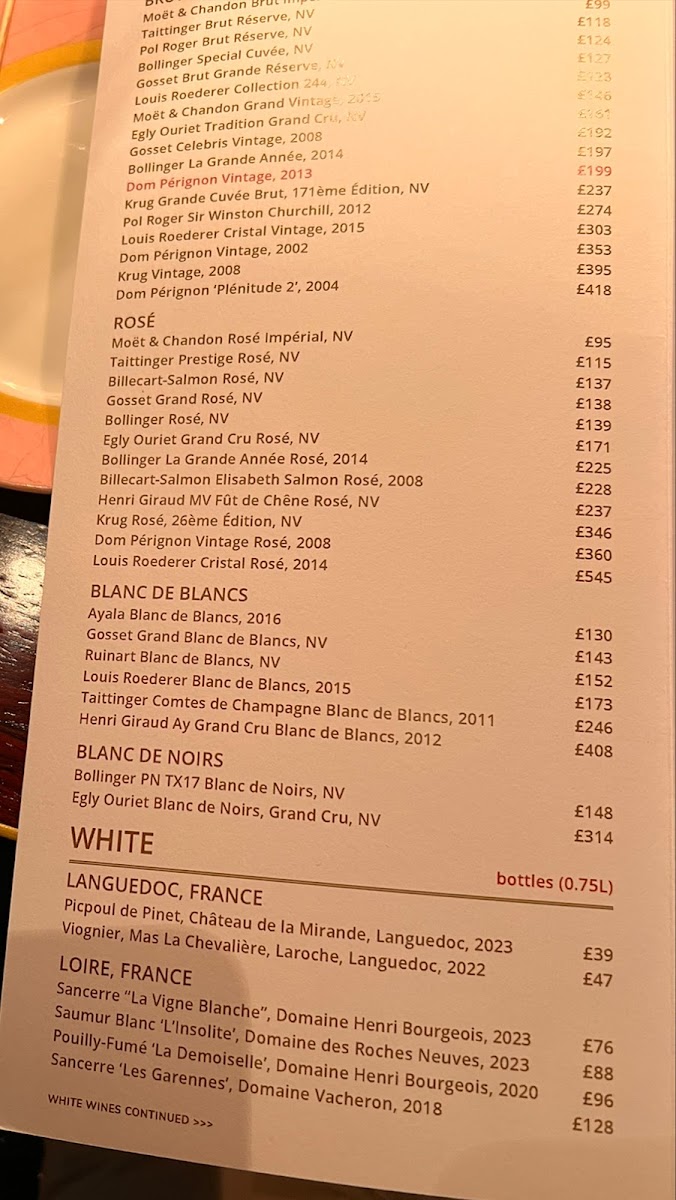 Moët & Chandon Brut
Taittinger Brut Réserve, NV £99
Pol Roger Brut Réserve, NV £118
Bollinger Special Cuvée, NV £124
Gosset Brut Grande Réserve, £127
Louis Roederer Collection 244,
Moët & Chandon Grand Vintage, 2015 £146
Egly Ouriet Tradition Grand Cru, NV £161
Gosset Celebris Vintage, 2008 £192
Bollinger La Grande Année, 2014 £197
Dom Pérignon Vintage, 2013 £199
Krug Grande Cuvée Brut, 171ème Édition, NV £237
Pol Roger Sir Winston Churchill, 2012 £274
Louis Roederer Cristal Vintage, 2015 £303
Dom Pérignon Vintage, 2002 £353
Krug Vintage, 2008 £395
Dom Pérignon ‘Plénitude 2’, 2004 £418
ROSÉ
Moët & Chandon Rosé Impérial, NV £95
Taittinger Prestige Rosé, NV £115
Billecart-Salmon Rosé, NV £137
Gosset Grand Rosé, NV £138
Bollinger Rosé, NV £139
Egly Ouriet Grand Cru Rosé, NV £171
Bollinger La Grande Année Rosé, 2014 £225
Billecart-Salmon Elisabeth Salmon Rosé, 2008 £228
Henri Giraud MV Fût de Chêne Rosé, NV £237
Krug Rosé, 26ème Édition, NV £346
Dom Pérignon Vintage Rosé, 2008 £360
Louis Roederer Cristal Rosé, 2014 £545
BLANC DE BLANCS
Ayala Blanc de Blancs, 2016 £130
Gosset Grand Blanc de Blancs, NV £143
Ruinart Blanc de Blancs, NV £152
Louis Roederer Blanc de Blancs, 2015 £173
Taittinger Comtes de Champagne Blanc de Blancs, 2011 £246
Henri Giraud Ay Grand Cru Blanc de Blancs, 2012 £408
BLANC DE NOIRS
Bollinger PN TX17 Blanc de Noirs, NV £148
Egly Ouriet Blanc de Noirs, Grand Cru, NV £314
WHITE
bottles (0.75L)
LANGUEDOC, FRANCE
Picpoul de Pinet, Château de la Mirande, Languedoc, 2023 £39
Viognier, Mas La Chevalière, Laroche, Languedoc, 2022 £47
LOIRE, FRANCE
Sancerre “La Vigne Blanche”, Domaine Henri Bourgeois, 2023 £76
Saumur Blanc ‘L’Insolite’, Domaine des Roches Neuves, 2023 £88
Pouilly-Fumé ‘La Demoiselle’, Domaine Henri Bourgeois, 2020 £96
Sancerre ‘Les Garennes’, Domaine Vacheron, 2018 £128
WHITE WINES CONTINUED >>>